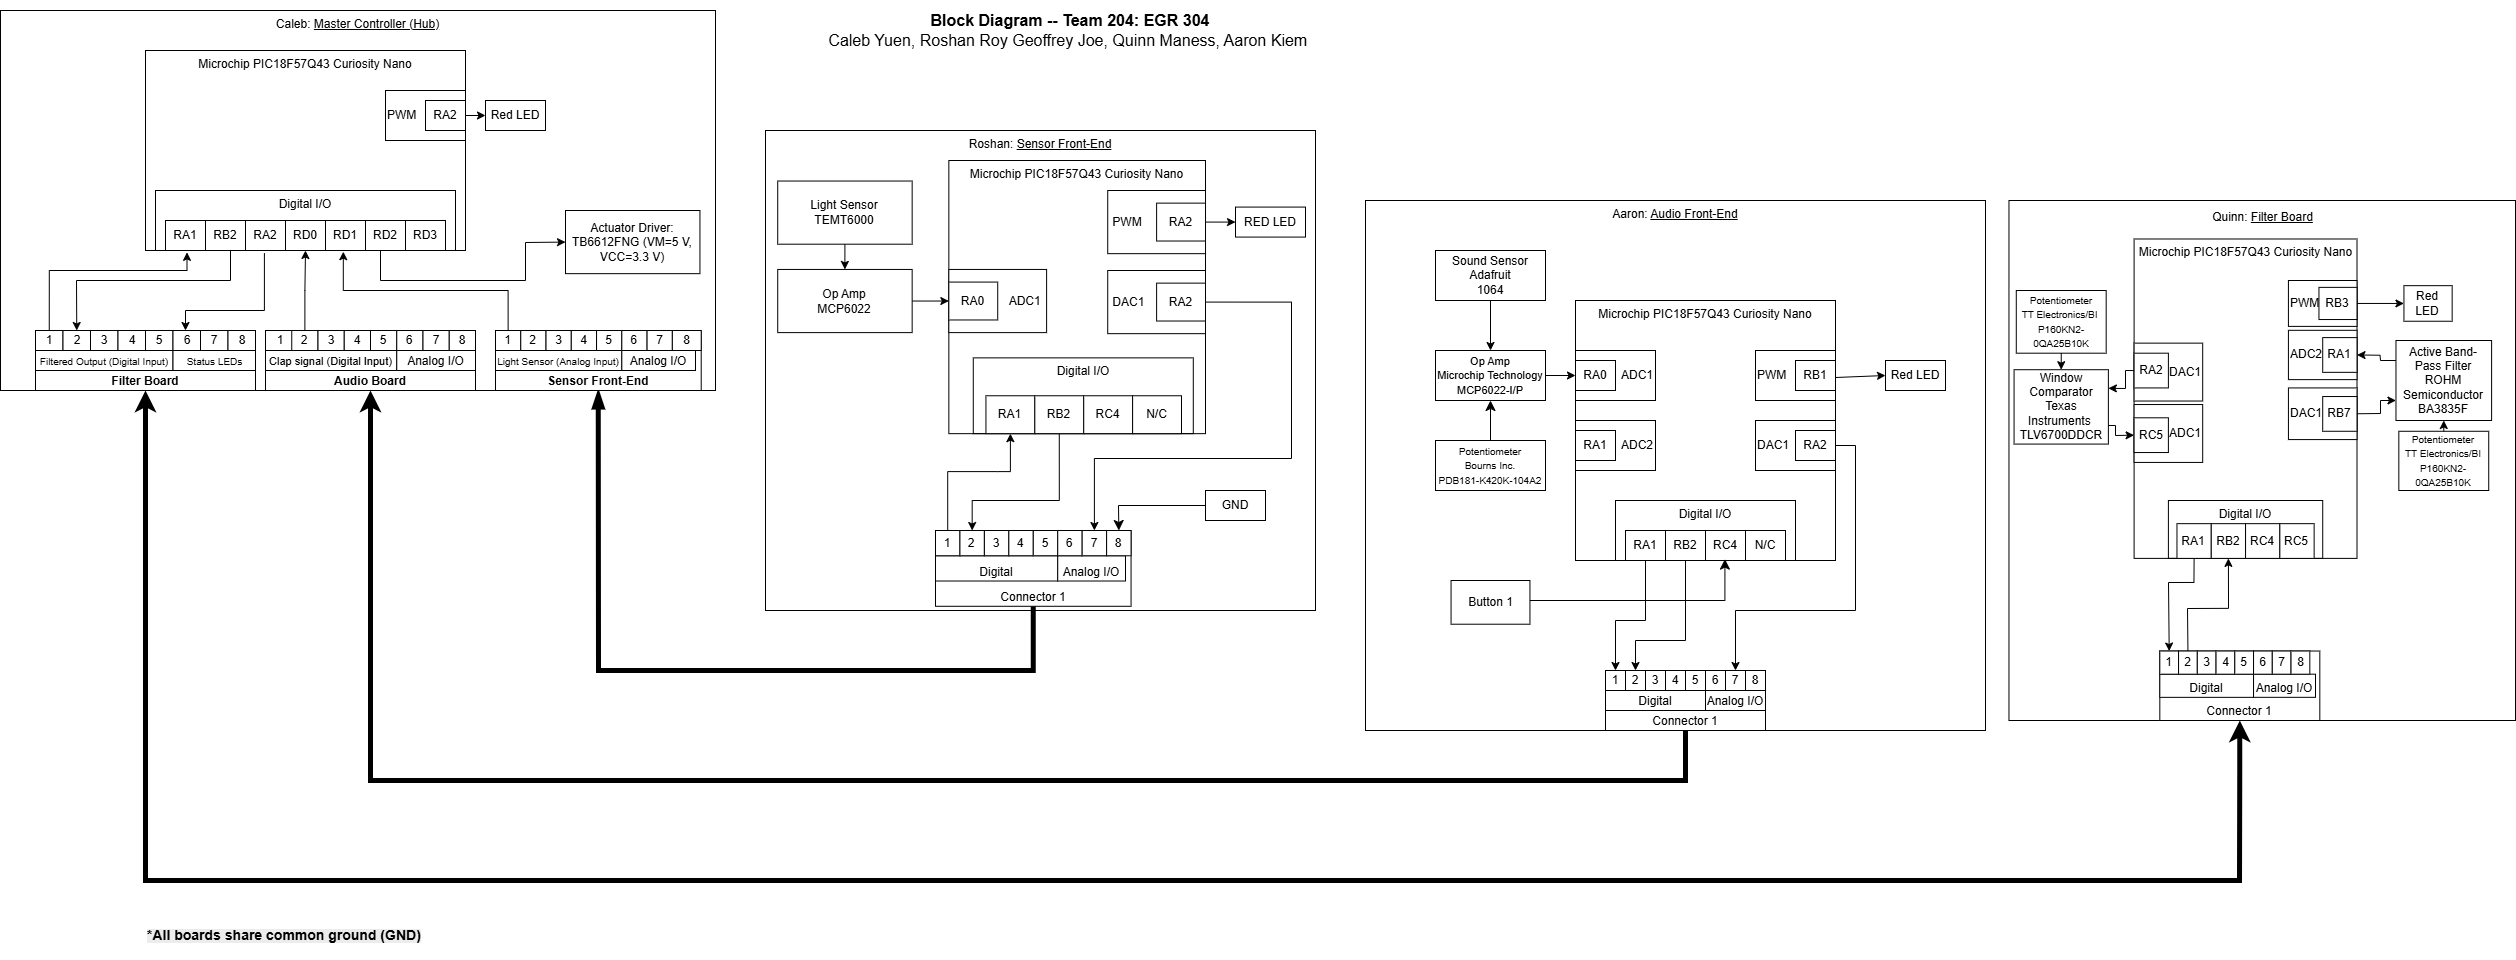 Block Diagram -- Team 204: EGR 304
Caleb Yuen, Roshan Roy Geoffrey Joe, Quinn Maness, Aaron Kiem
Caleb: Master Controller (Hub)
Microchip PIC18F57Q43 Curiosity Nano
PWM
RA2
Red LED
Digital I/O
RA1
RB2
RA2
RD0
RD1
RD2
RD3
Actuator Driver:
TB6612FNG (VM=5 V,
VCC=3.3 V)
1 2 3 4 5 6 7 8
Filtered Output (Digital Input)
Status LEDs
Filter Board
1 2 3 4 5 6 7 8
Clap signal (Digital Input)
Analog I/O
Audio Board
1 2 3 4 5 6 7 8
Light Sensor (Analog Input)
Analog I/O
Sensor Front-End
Roshan: Sensor Front-End
Microchip PIC18F57Q43 Curiosity Nano
Light Sensor
TEMT6000
Op Amp
MCP6022
RA0
ADC1
PWM
RA2
RED LED
DAC1
RA2
Digital I/O
RA1
RB2
RC4
N/C
GND
1 2 3 4 5 6 7 8
Digital
Analog I/O
Connector 1
Aaron: Audio Front-End
Sound Sensor
Adafruit
1064
Microchip PIC18F57Q43 Curiosity Nano
Op Amp
Microchip Technology
MCP6022-I/P
RA0
ADC1
PWM
RB1
Red LED
Potentiometer
Bourns Inc.
PDB181-K420K-104A2
RA1
ADC2
DAC1
RA2
Digital I/O
RA1
RB2
RC4
N/C
Button 1
1 2 3 4 5 6 7 8
Digital
Analog I/O
Connector 1
Quinn: Filter Board
Microchip PIC18F57Q43 Curiosity Nano
Potentiometer
TT Electronics/BI
P160KN2-
0QA25B10K
Window
Comparator
Texas
Instruments
TLV6700DDCR
RA2
DAC1
RC5
ADC1
PWM
RB3
Red
LED
ADC2
RA1
DAC1
RB7
Active Band-
Pass Filter
ROHM
Semiconductor
BA3835F
Potentiometer
TT Electronics/BI
P160KN2-
0QA25B10K
Digital I/O
RA1
RB2
RC4
RC5
1 2 3 4 5 6 7 8
Digital
Analog I/O
Connector 1
*All boards share common ground (GND)